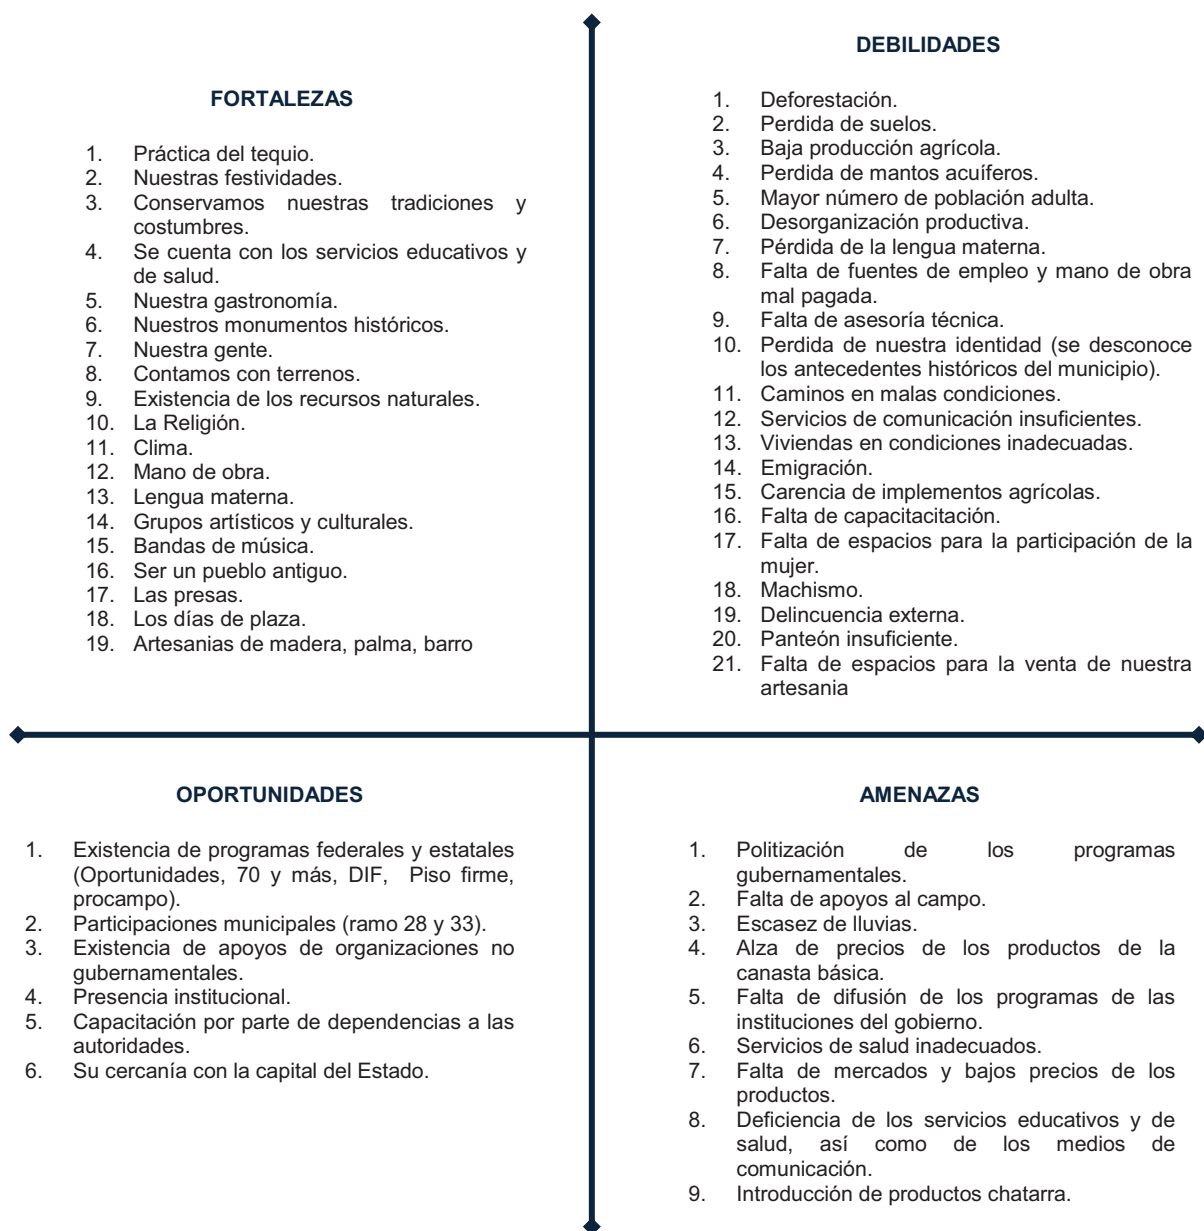 FORTALEZAS
1. Práctica del tequio.
2. Nuestras festividades.
3. Conservamos nuestras tradiciones y
costumbres.
4. Se cuenta con los servicios educativos y
de salud.
5. Nuestra gastronomía.
6. Nuestros monumentos históricos.
7. Nuestra gente.
8. Contamos con terrenos.
9. Existencia de los recursos naturales.
10. La Religión.
11. Clima.
12. Mano de obra.
13. Lengua materna.
14. Grupos artísticos y culturales.
15. Bandas de música.
16. Ser un pueblo antiguo.
17. Las presas.
18. Los días de plaza.
19. Artesanias de madera, palma, barro
DEBILIDADES
1. Deforestación.
2. Perdida de suelos.
3. Baja producción agrícola.
4. Perdida de mantos acuíferos.
5. Mayor número de población adulta.
6. Desorganización productiva.
7. Pérdida de la lengua materna.
8. Falta de fuentes de empleo y mano de obra
mal pagada.
9. Falta de asesoría técnica.
10. Perdida de nuestra identidad (se desconoce
los antecedentes históricos del municipio).
11. Caminos en malas condiciones.
12. Servicios de comunicación insuficientes.
13. Viviendas en condiciones inadecuadas.
14. Emigración.
15. Carencia de implementos agrícolas.
16. Falta de capacitacitación.
17. Falta de espacios para la participación de la
mujer.
18. Machismo.
19. Delincuencia externa.
20. Panteón insuficiente.
21. Falta de espacios para la venta de nuestra
artesania
OPORTUNIDADES
1. Existencia de programas federales y estatales
(Oportunidades, 70 y más, DIF, Piso firme,
procampo).
2. Participaciones municipales (ramo 28 y 33).
3. Existencia de apoyos de organizaciones no
gubernamentales.
4. Presencia institucional.
5. Capacitación por parte de dependencias a las
autoridades.
6. Su cercanía con la capital del Estado.
AMENAZAS
1. Politización de los programas
gubernamentales.
2. Falta de apoyos al campo.
3. Escasez de lluvias.
4. Alza de precios de los productos de la
canasta básica.
5. Falta de difusión de los programas de las
instituciones del gobierno.
6. Servicios de salud inadecuados.
7. Falta de mercados y bajos precios de los
productos.
8. Deficiencia de los servicios educativos y de
salud, así como de los medios de
comunicación.
9. Introducción de productos chatarra.